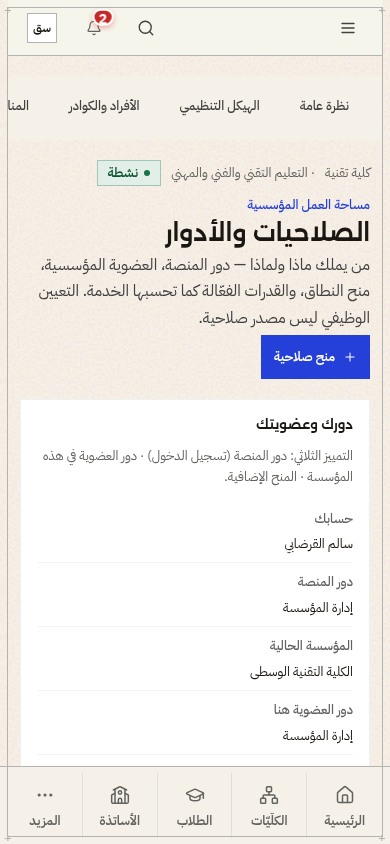 سق
2
نظرة عامة
الهيكل التنظيمي
الأفراد والكوادر
المنا
كلية تقنية · التعليم التقني والفني والمهني
نشطة
مساحة العمل المؤسسية
الصلاحيات والأدوار
من يملك ماذا ولماذا — دور المنصة، العضوية المؤسسية،
منح النطاق، والقدرات الفعّالة كما تحسبها الخدمة. التعيين
الوظيفي ليس مصدر صلاحية.
+ منح صلاحية
دورك وعضويتك
التمييز الثلاثي: دور المنصة (تسجيل الدخول) · دور العضوية في هذه
المؤسسة · المنح الإضافية.
حسابك
سالم القرضابي
دور المنصة
إدارة المؤسسة
المؤسسة الحالية
الكلية التقنية الوسطى
دور العضوية هنا
إدارة المؤسسة
الرئيسية
الكلّيات
الطلاب
الأساتذة
المزيد